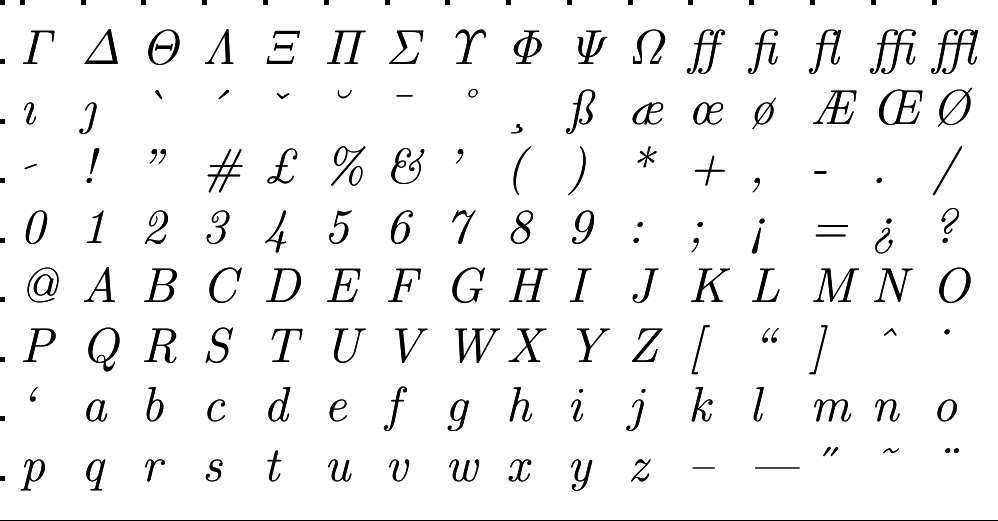 Γ Δ Θ Λ Ξ Π Σ ϒ Φ Ψ Ω ff fi fl ffi ffl
ı ȷ ` ´ ˇ ˘ ¯ ˚ ¸ ß æ œ ø Æ Œ Ø
- ! ” # £ % & ’ ( ) * + , - . /
0 1 2 3 4 5 6 7 8 9 : ; ¡ = ¿ ?
@ A B C D E F G H I J K L M N O
P Q R S T U V W X Y Z [ “ ] ˆ ˙
‘ a b c d e f g h i j k l m n o
p q r s t u v w x y z – — ˝ ˜ ¨